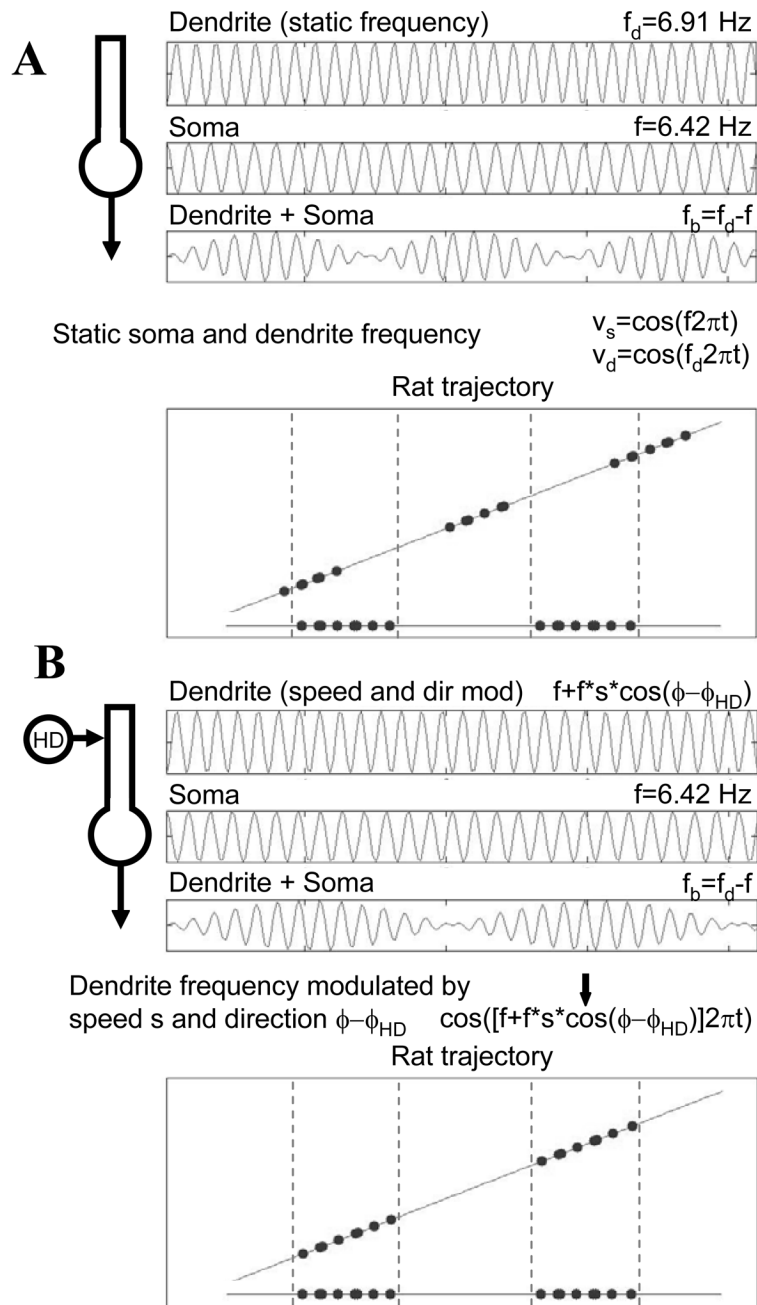 A
Dendrite (static frequency) f_d=6.91 Hz
Soma f=6.42 Hz
Dendrite + Soma f_b=f_d-f
Static soma and dendrite frequency
v_s=cos(f2πt)
v_d=cos(f_d2πt)
Rat trajectory
B
Dendrite (speed and dir mod) f+f*s*cos(ϕ−ϕ_HD)
HD
Soma f=6.42 Hz
Dendrite + Soma f_b=f_d-f
Dendrite frequency modulated by
speed s and direction ϕ−ϕ_HD cos([f+f*s*cos(ϕ−ϕ_HD)]2πt)
Rat trajectory